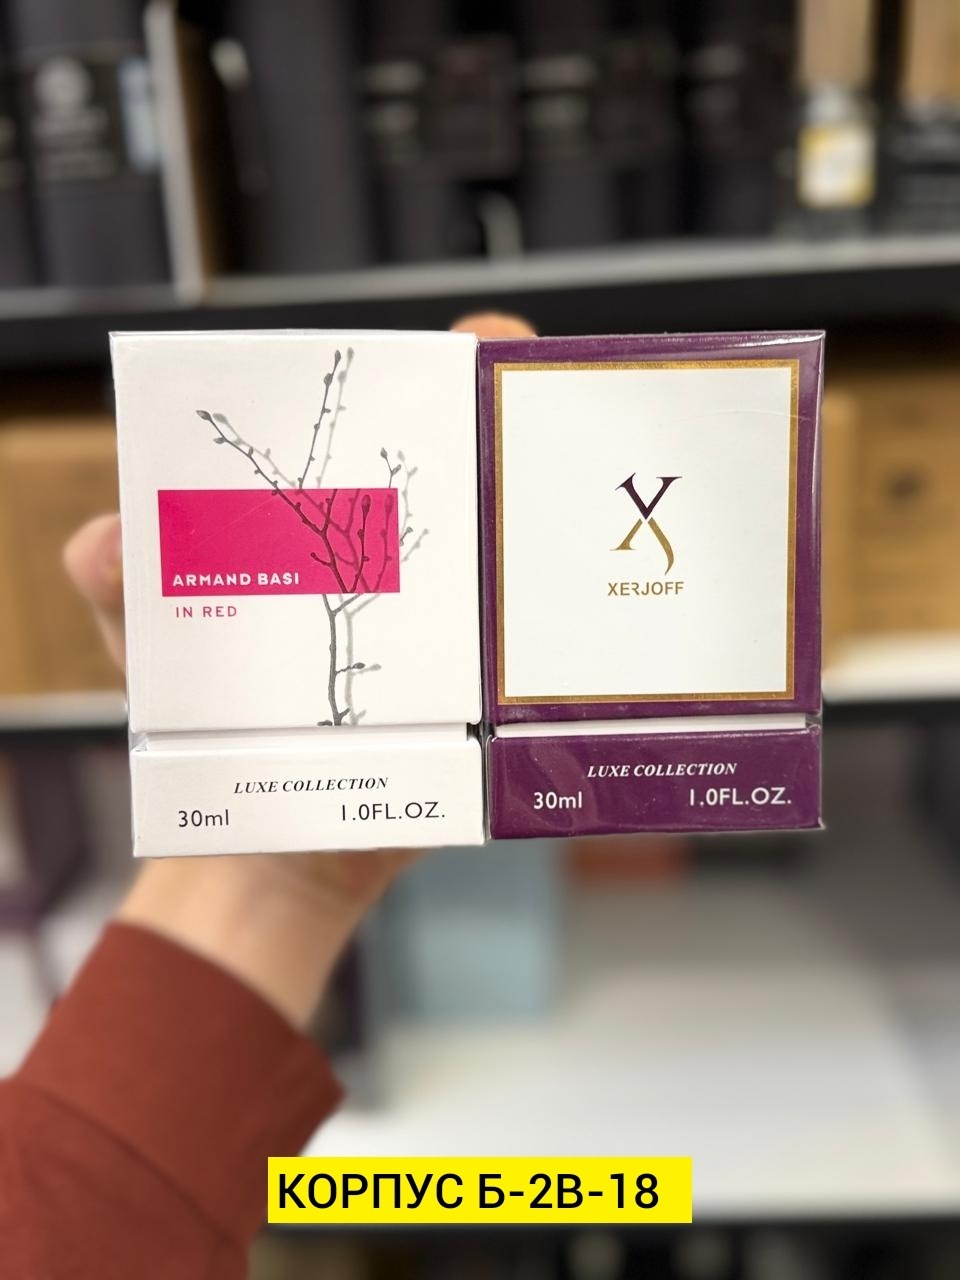 ARMAND BASI
IN RED
LUXE COLLECTION
30ml 1.0FL.OZ.
XERJOFF
LUXE COLLECTION
30ml 1.0FL.OZ.
КОРПУС Б-2В-18